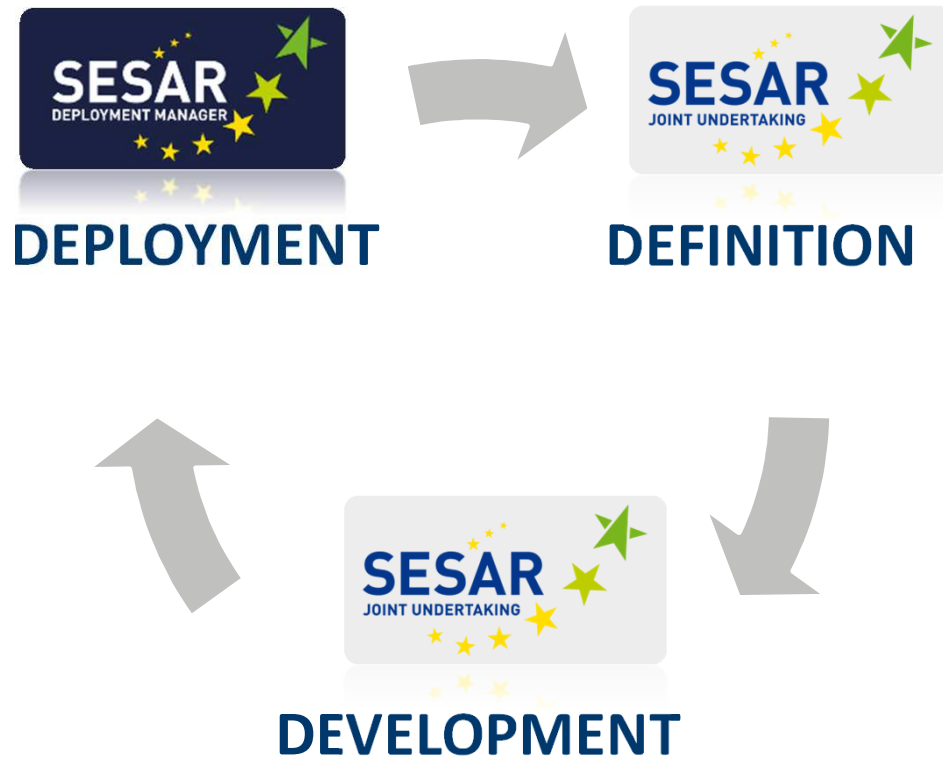 SESAR
DEPLOYMENT MANAGER
DEPLOYMENT
SESAR
JOINT UNDERTAKING
DEFINITION
SESAR
JOINT UNDERTAKING
DEVELOPMENT